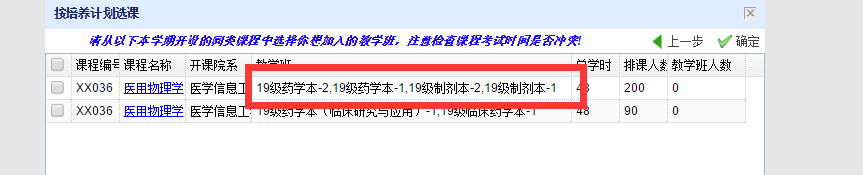 按培养计划选课
请从以下本学期开设的同类课程中选择你想加入的教学班，注意检查课程考试时间是否冲突!
上一步 确定
课程编号 课程名称 开课院系 教学班 总学时 排课人数 教学班人数
XX036 医用物理学 医学信息工 19级药学本-2,19级药学本-1,19级制剂本-2,19级制剂本-1 48 200 0
XX036 医用物理学 医学信息工 19级药学本（临床研究与应用）-1,19级临床药学本-1 48 90 0